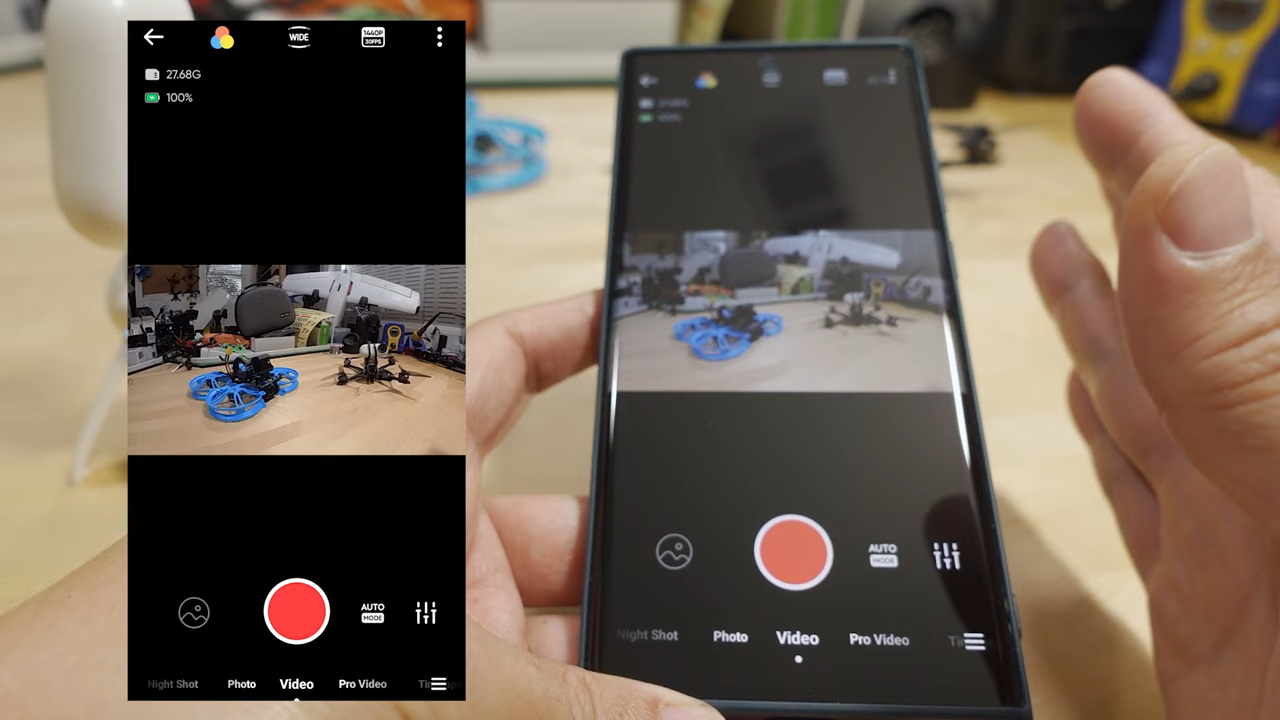 WIDE
1440P
30FPS
27.68G
100%
AUTO
MODE
Night Shot
Photo
Video
Pro Video
AUTO
MODE
Night Shot
Photo
Video
Pro Video